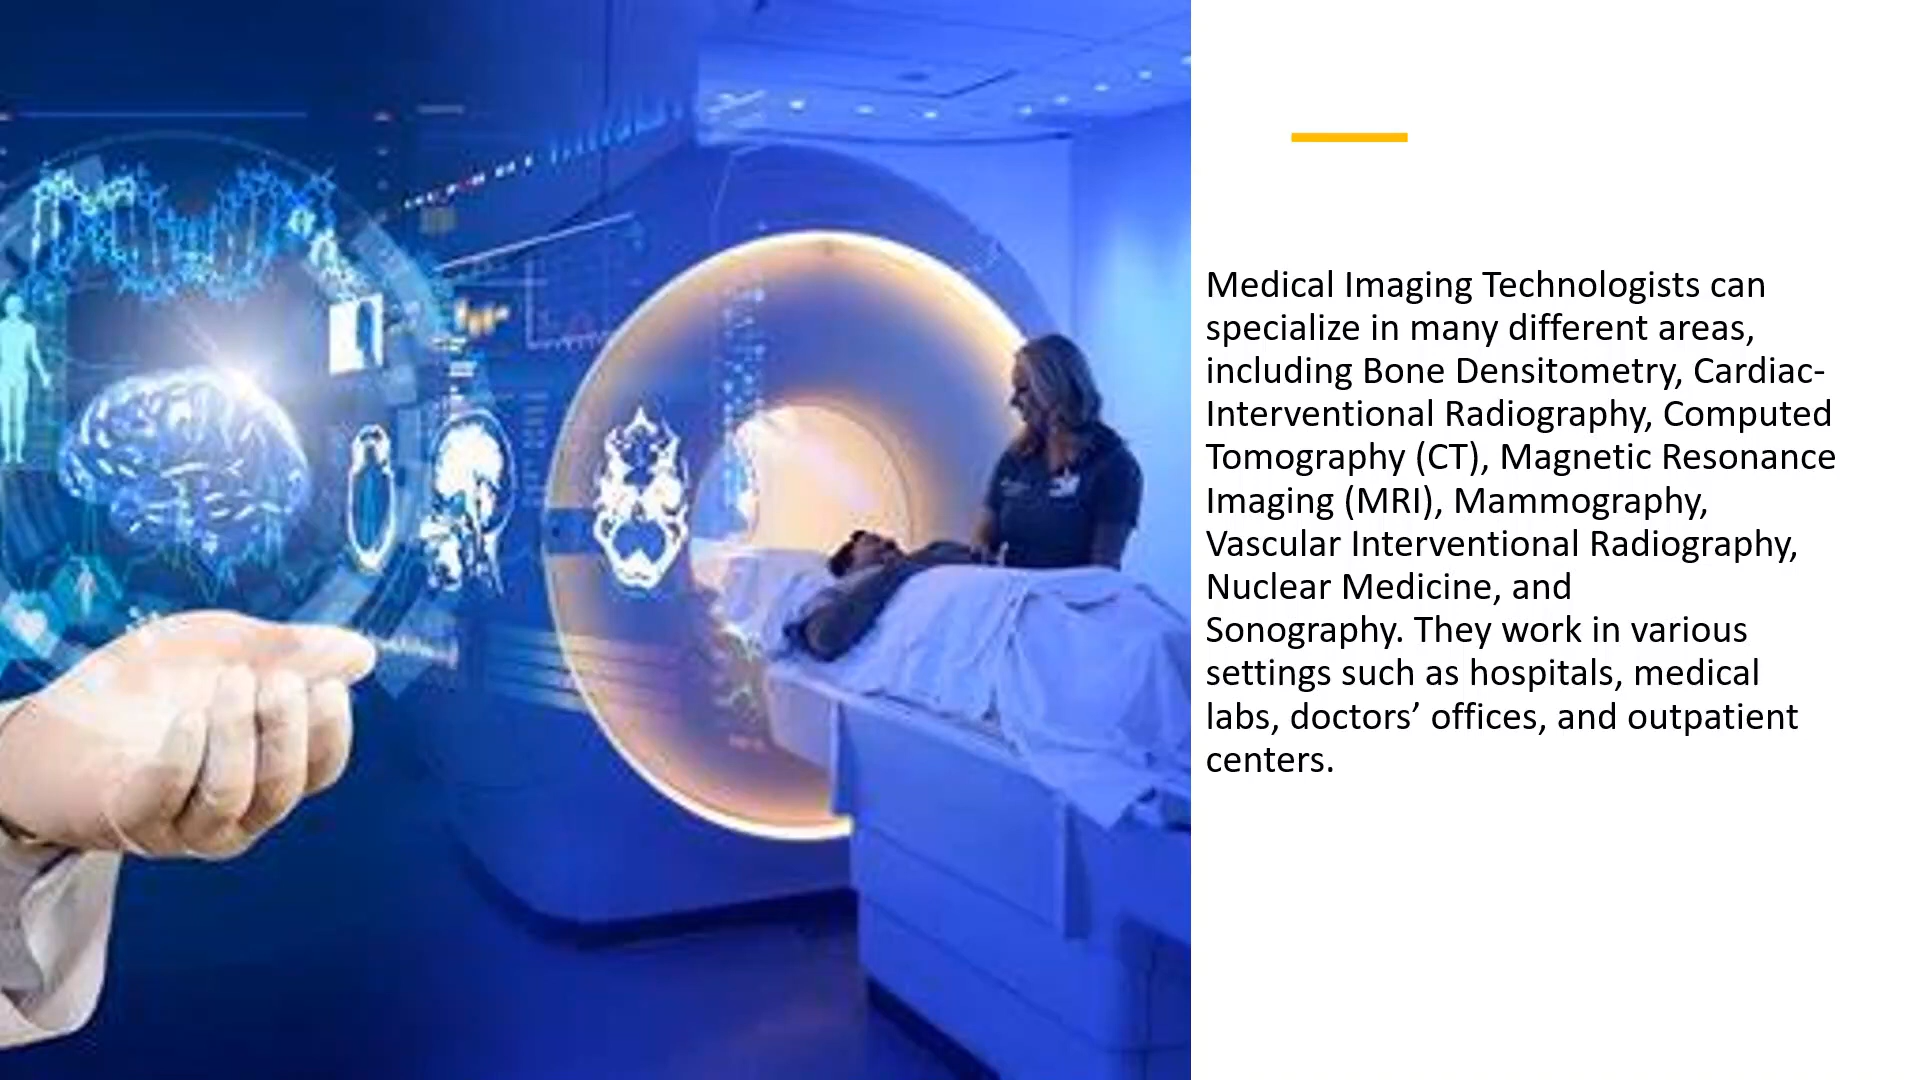 Medical Imaging Technologists can
specialize in many different areas,
including Bone Densitometry, Cardiac-
Interventional Radiography, Computed
Tomography (CT), Magnetic Resonance
Imaging (MRI), Mammography,
Vascular Interventional Radiography,
Nuclear Medicine, and
Sonography. They work in various
settings such as hospitals, medical
labs, doctors’ offices, and outpatient
centers.